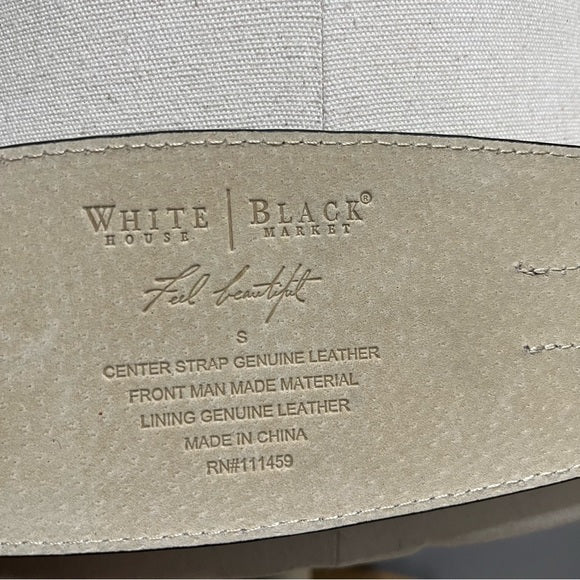 WHITE | BLACK®
HOUSE MARKET
Feel beautiful
S
CENTER STRAP GENUINE LEATHER
FRONT MAN MADE MATERIAL
LINING GENUINE LEATHER
MADE IN CHINA
RN#111459